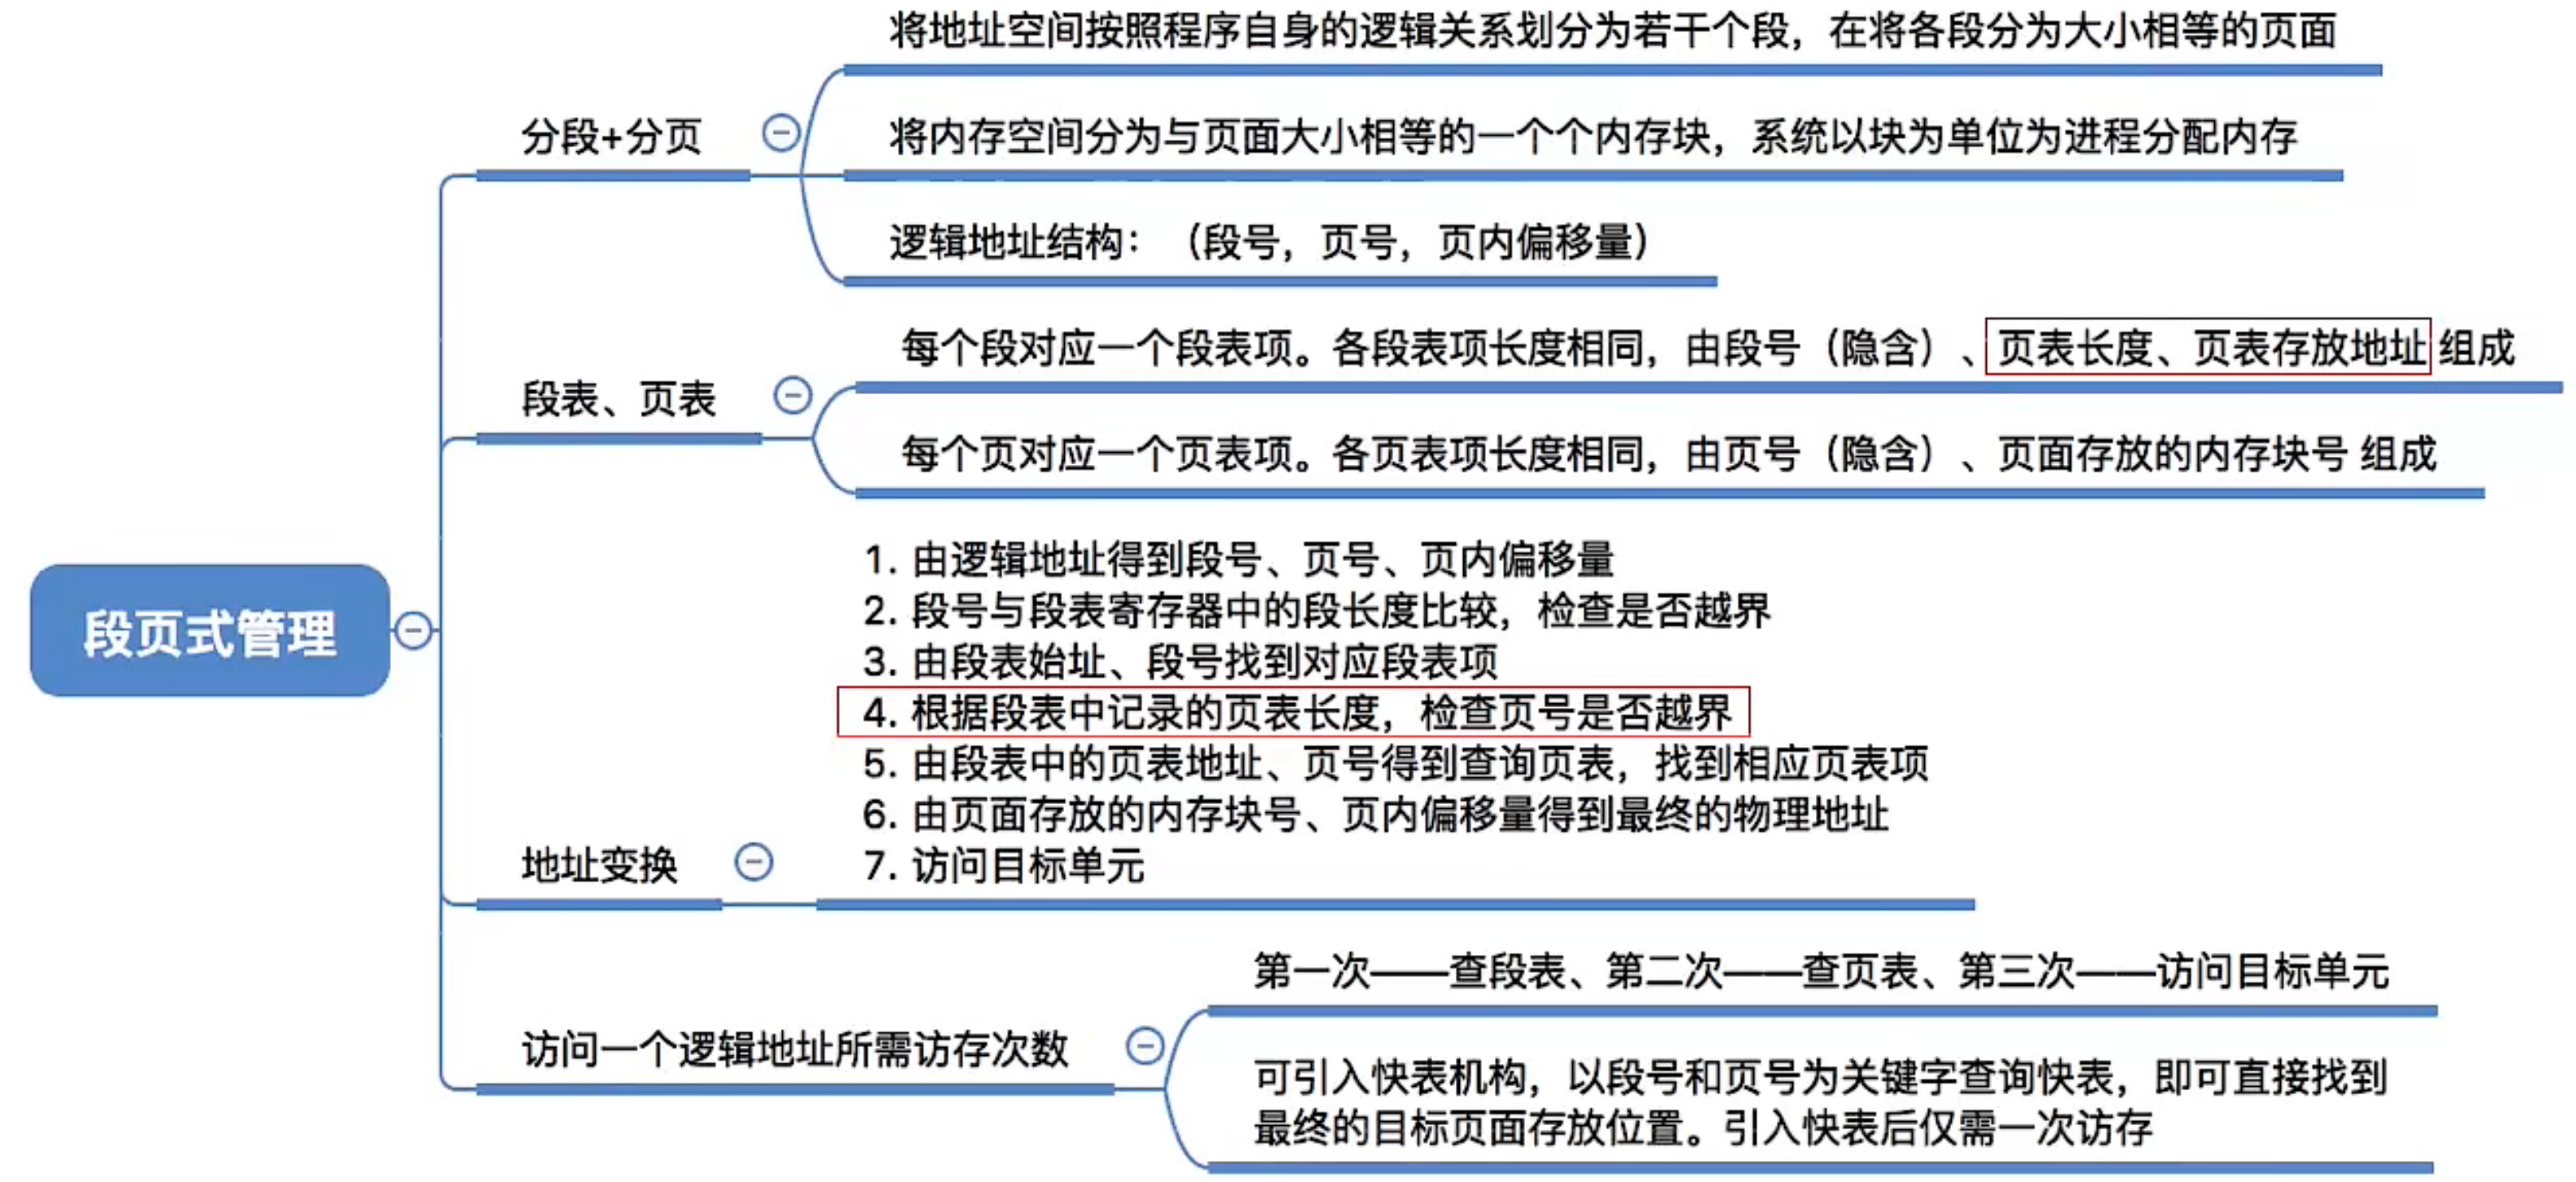 段页式管理
分段+分页
将地址空间按照程序自身的逻辑关系划分为若干个段，在将各段分为大小相等的页面
将内存空间分为与页面大小相等的一个个内存块，系统以块为单位为进程分配内存
逻辑地址结构：（段号，页号，页内偏移量）
段表、页表
每个段对应一个段表项。各段表项长度相同，由段号（隐含）、页表长度、页表存放地址 组成
每个页对应一个页表项。各页表项长度相同，由页号（隐含）、页面存放的内存块号 组成
地址变换
1. 由逻辑地址得到段号、页号、页内偏移量
2. 段号与段表寄存器中的段长度比较，检查是否越界
3. 由段表始址、段号找到对应段表项
4. 根据段表中记录的页表长度，检查页号是否越界
5. 由段表中的页表地址、页号得到查询页表，找到相应页表项
6. 由页面存放的内存块号、页内偏移量得到最终的物理地址
7. 访问目标单元
访问一个逻辑地址所需访存次数
第一次——查段表、第二次——查页表、第三次——访问目标单元
可引入快表机构，以段号和页号为关键字查询快表，即可直接找到
最终的目标页面存放位置。引入快表后仅需一次访存